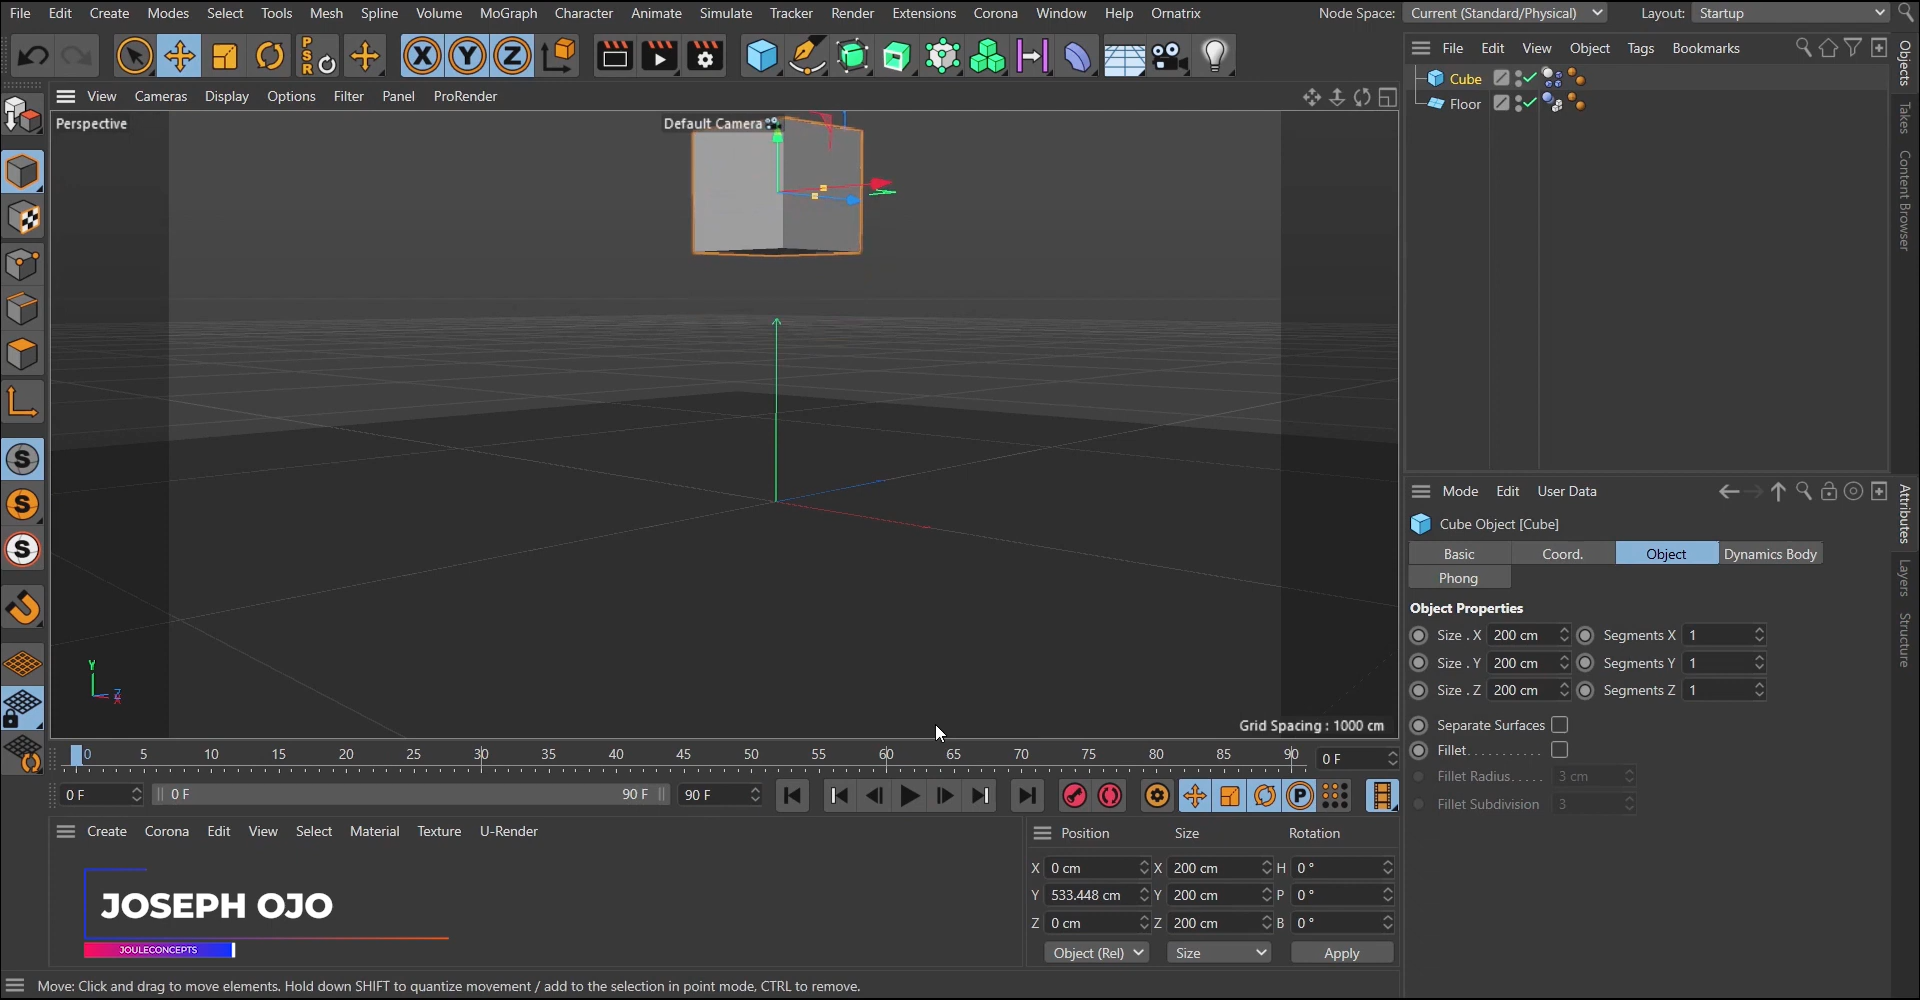 File Edit Create Modes Select Tools Mesh Spline Volume MoGraph Character Animate Simulate Tracker Render Extensions Corona Window Help Ornatrix Node Space: Current (Standard/Physical) Layout: Startup
PSR X Y Z
File Edit View Object Tags Bookmarks
Cube
Floor
Objects
Takes
Content Browser
View Cameras Display Options Filter Panel ProRender
Perspective
Default Camera
Y
Z
X
Grid Spacing : 1000 cm
S
S
S
Mode Edit User Data
Cube Object [Cube]
Basic Coord. Object Dynamics Body
Phong
Object Properties
Size . X 200 cm Segments X 1
Size . Y 200 cm Segments Y 1
Size . Z 200 cm Segments Z 1
Separate Surfaces
Fillet. . . . . . . . . . .
Fillet Radius. . . . . 3 cm
Fillet Subdivision 3
Attributes
Layers
Structure
0 5 10 15 20 25 30 35 40 45 50 55 60 65 70 75 80 85 90 0 F
0 F 0 F 90 F 90 F P
Create Corona Edit View Select Material Texture U-Render
Position Size Rotation
X 0 cm X 200 cm H 0 °
Y 533.448 cm Y 200 cm P 0 °
Z 0 cm Z 200 cm B 0 °
Object (Rel) Size Apply
JOSEPH OJO
JOULECONCEPTS
Move: Click and drag to move elements. Hold down SHIFT to quantize movement / add to the selection in point mode, CTRL to remove.